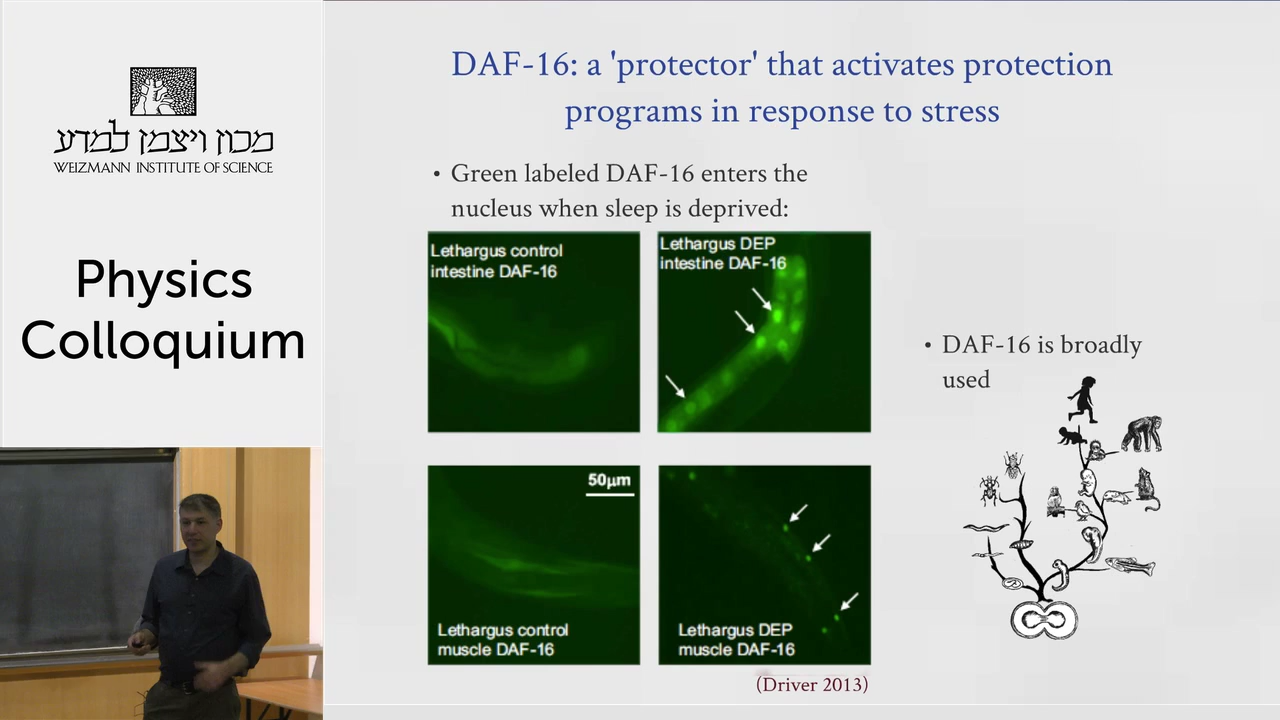 מכון ויצמן למדע
WEIZMANN INSTITUTE OF SCIENCE
Physics
Colloquium
DAF-16: a 'protector' that activates protection
programs in response to stress
• Green labeled DAF-16 enters the
nucleus when sleep is deprived:
Lethargus control
intestine DAF-16
Lethargus DEP
intestine DAF-16
50μm
Lethargus control
muscle DAF-16
Lethargus DEP
muscle DAF-16
(Driver 2013)
• DAF-16 is broadly
used